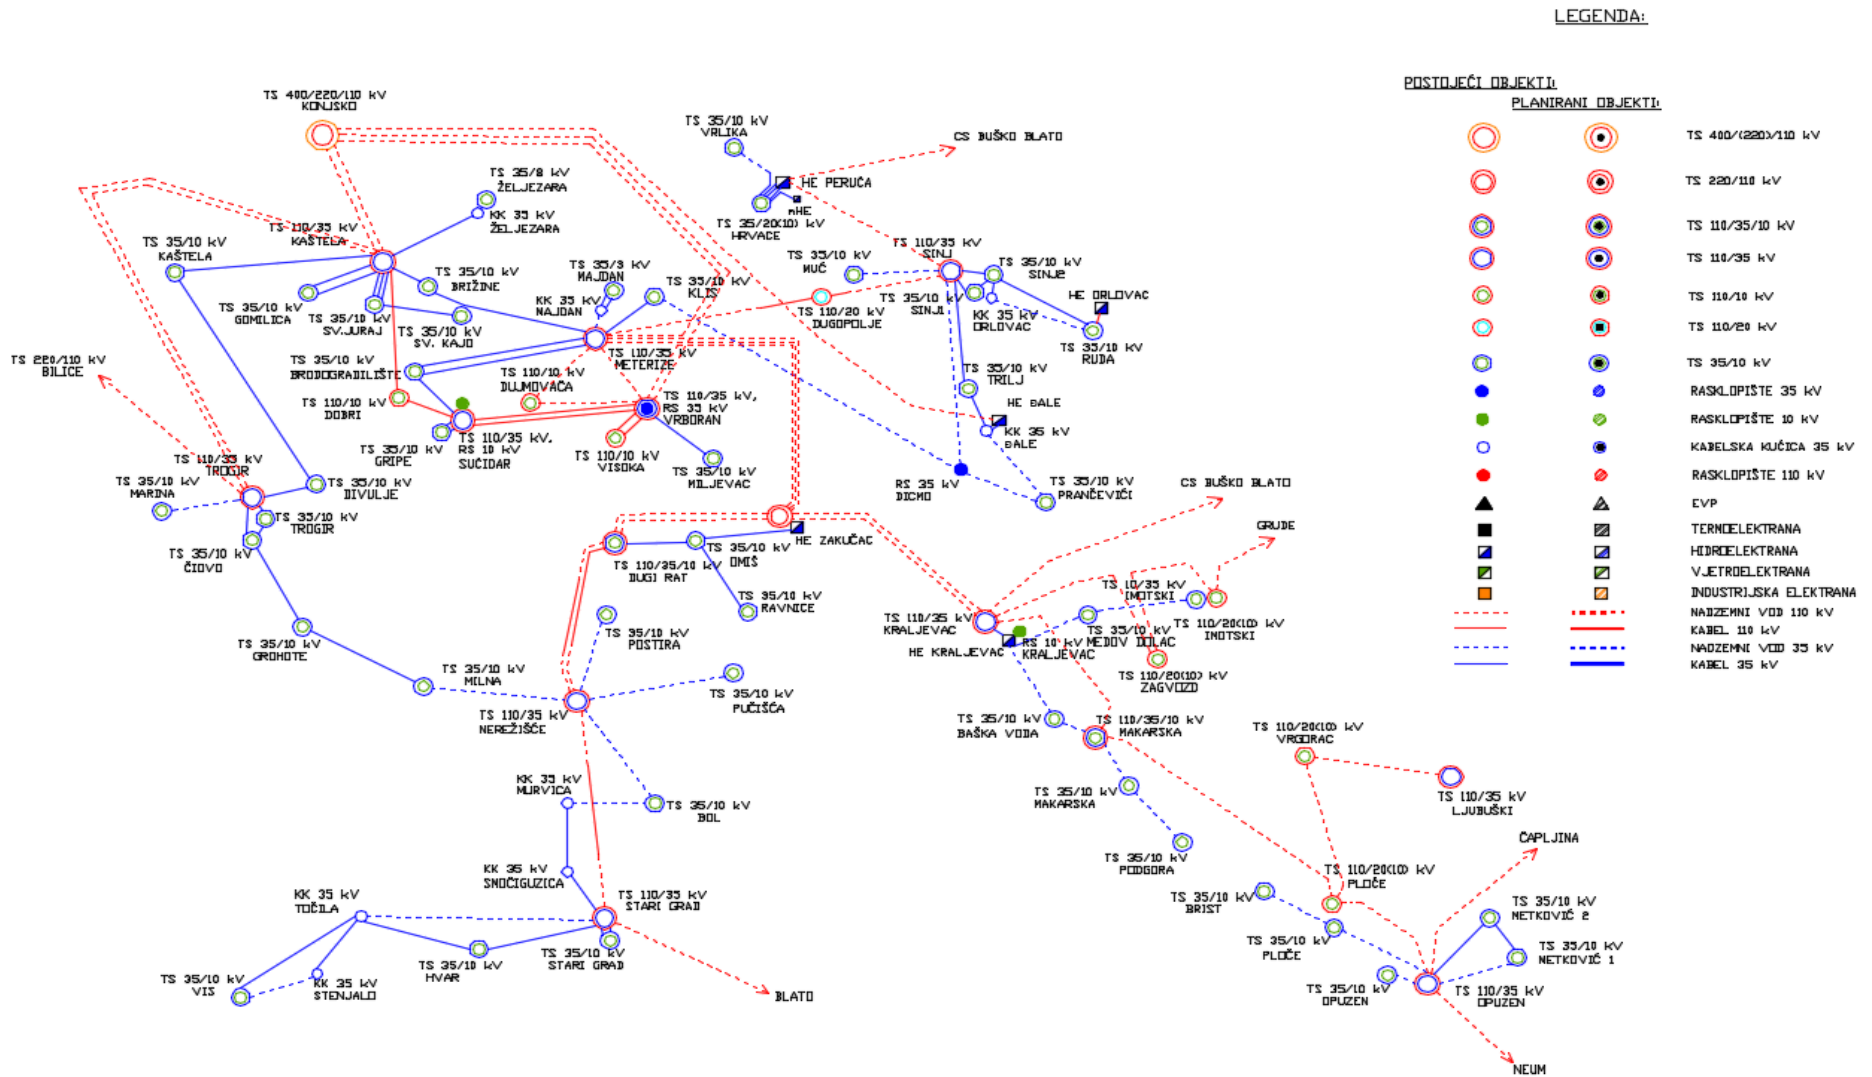 LEGENDA:
POSTOJEĆI OBJEKTI:
PLANIRANI OBJEKTI:
TS 400/(220)/110 kV
TS 220/110 kV
TS 110/35/10 kV
TS 110/35 kV
TS 110/10 kV
TS 110/20 kV
TS 35/10 kV
RASKLOPIŠTE 35 kV
RASKLOPIŠTE 10 kV
KABELSKA KUĆICA 35 kV
RASKLOPIŠTE 110 kV
EVP
TERMOELEKTRANA
HIDROELEKTRANA
VJETROELEKTRANA
INDUSTRIJSKA ELEKTRANA
NADZEMNI VOD 110 kV
KABEL 110 kV
NADZEMNI VOD 35 kV
KABEL 35 kV
TS 400/220/110 kV
KONJSKO
TS 35/10 kV
VRLIKA
CS BUŠKO BLATO
HE PERUĆA
mHE
TS 35/20(10) kV
HRVACE
TS 35/8 kV
ŽELJEZARA
KK 35 kV
ŽELJEZARA
TS 110/35 kV
KAŠTELA
TS 35/10 kV
KAŠTELA
TS 35/10 kV
GOMILICA
TS 35/10 kV
BRIŽINE
TS 35/10 kV
SV.JURAJ
TS 35/10 kV
SV. KAJO
TS 35/3 kV
MAJDAN
KK 35 kV
NAJDAN
TS 35/10 kV
KLIS
TS 35/10 kV
MUĆ
TS 110/20 kV
DUGOPOLJE
TS 110/35 kV
SINJ
TS 35/10 kV
SINJ2
TS 35/10 kV
SINJ1
KK 35 kV
ORLOVAC
HE ORLOVAC
TS 35/10 kV
RUDA
TS 220/110 kV
BILICE
TS 35/10 kV
BRODOGRADILIŠTE
TS 110/10 kV
DOBRI
TS 110/10 kV
DUJMOVAČA
TS 110/35 kV
METERIZE
TS 110/35 kV,
RS 35 kV
VRBORAN
TS 35/10 kV
GRIPE
TS 110/35 kV,
RS 10 kV
SUĆIDAR
TS 110/10 kV
VISOKA
TS 35/10 kV
MILJEVAC
TS 35/10 kV
TRILJ
HE ĐALE
KK 35 kV
ĐALE
RS 35 kV
DICMO
TS 35/10 kV
PRANČEVIĆI
TS 110/35 kV
TROGIR
TS 35/10 kV
MARINA
TS 35/10 kV
DIVULJE
TS 35/10 kV
TROGIR
TS 35/10 kV
ČIOVO
CS BUŠKO BLATO
GRUDE
HE ZAKUČAC
TS 35/10 kV
OMIŠ
TS 110/35/10 kV
DUGI RAT
TS 35/10 kV
RAVNICE
TS 35/10 kV
GROHOTE
TS 35/10 kV
POSTIRA
TS 35/10 kV
MILNA
TS 110/35 kV
NEREŽIŠĆE
TS 35/10 kV
PUČIŠĆA
TS 110/35 kV
KRALJEVAC
HE KRALJEVAC
RS 10 kV
KRALJEVAC
TS 35/10 kV
MEDOV DOLAC
TS 10/35 kV
IMOTSKI
TS 110/20(10) kV
IMOTSKI
TS 110/20(10) kV
ZAGVOZD
TS 35/10 kV
BAŠKA VODA
TS 110/35/10 kV
MAKARSKA
TS 35/10 kV
MAKARSKA
TS 35/10 kV
PODGORA
TS 110/20(10) kV
VRGORAC
TS 110/35 kV
LJUBUŠKI
KK 35 kV
MURVICA
TS 35/10 kV
BOL
KK 35 kV
SMOČIGUZICA
TS 110/35 kV
STARI GRAD
KK 35 kV
TOČILA
TS 35/10 kV
HVAR
TS 35/10 kV
STARI GRAD
TS 35/10 kV
VIS
KK 35 kV
STENJALO
BLATO
ČAPLJINA
TS 110/20(10) kV
PLOČE
TS 35/10 kV
BRIST
TS 35/10 kV
PLOČE
TS 35/10 kV
NETKOVIĆ 2
TS 35/10 kV
NETKOVIĆ 1
TS 35/10 kV
OPUZEN
TS 110/35 kV
OPUZEN
NEUM